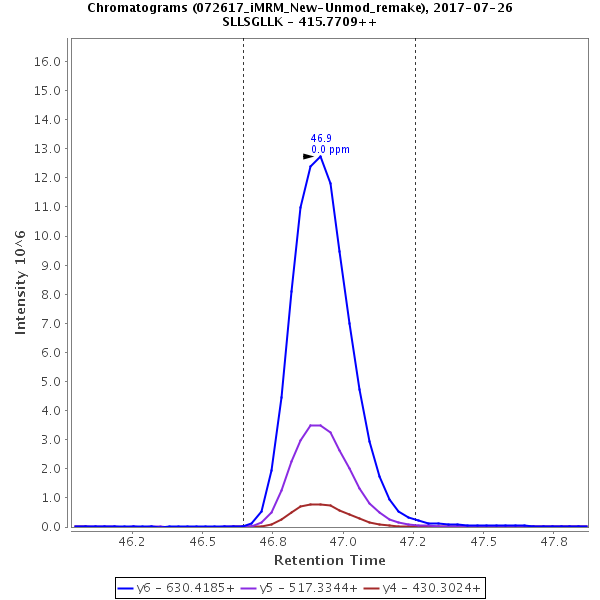 Chromatograms (072617_iMRM_New-Unmod_remake), 2017-07-26
SLLSGLLK - 415.7709++
16.0
15.0
14.0
13.0
12.0
11.0
10.0
9.0
8.0
7.0
6.0
5.0
4.0
3.0
2.0
1.0
0.0
Intensity 10^6
46.9
0.0 ppm
46.2 46.5 46.8 47.0 47.2 47.5 47.8
Retention Time
y6 - 630.4185+ y5 - 517.3344+ y4 - 430.3024+